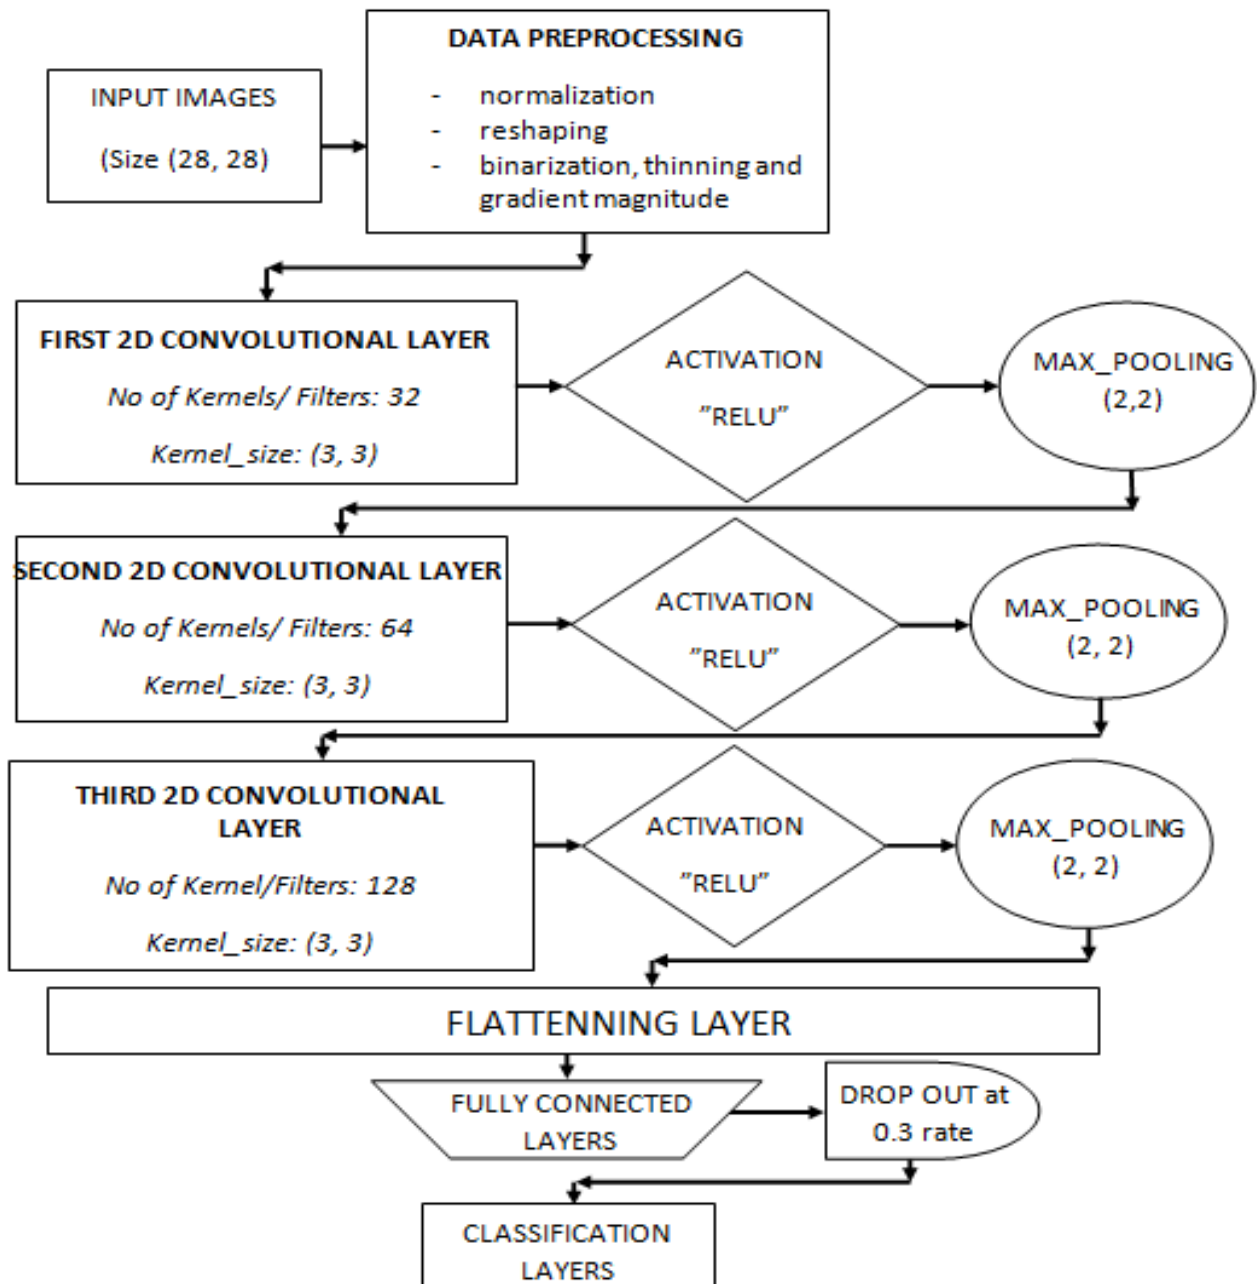 INPUT IMAGES
(Size (28, 28)
DATA PREPROCESSING
- normalization
- reshaping
- binarization, thinning and
gradient magnitude
FIRST 2D CONVOLUTIONAL LAYER
No of Kernels/ Filters: 32
Kernel_size: (3, 3)
ACTIVATION
”RELU”
MAX_POOLING
(2,2)
SECOND 2D CONVOLUTIONAL LAYER
No of Kernels/ Filters: 64
Kernel_size: (3, 3)
ACTIVATION
”RELU”
MAX_POOLING
(2, 2)
THIRD 2D CONVOLUTIONAL
LAYER
No of Kernel/Filters: 128
Kernel_size: (3, 3)
ACTIVATION
”RELU”
MAX_POOLING
(2, 2)
FLATTENNING LAYER
FULLY CONNECTED
LAYERS
DROP OUT at
0.3 rate
CLASSIFICATION
LAYERS